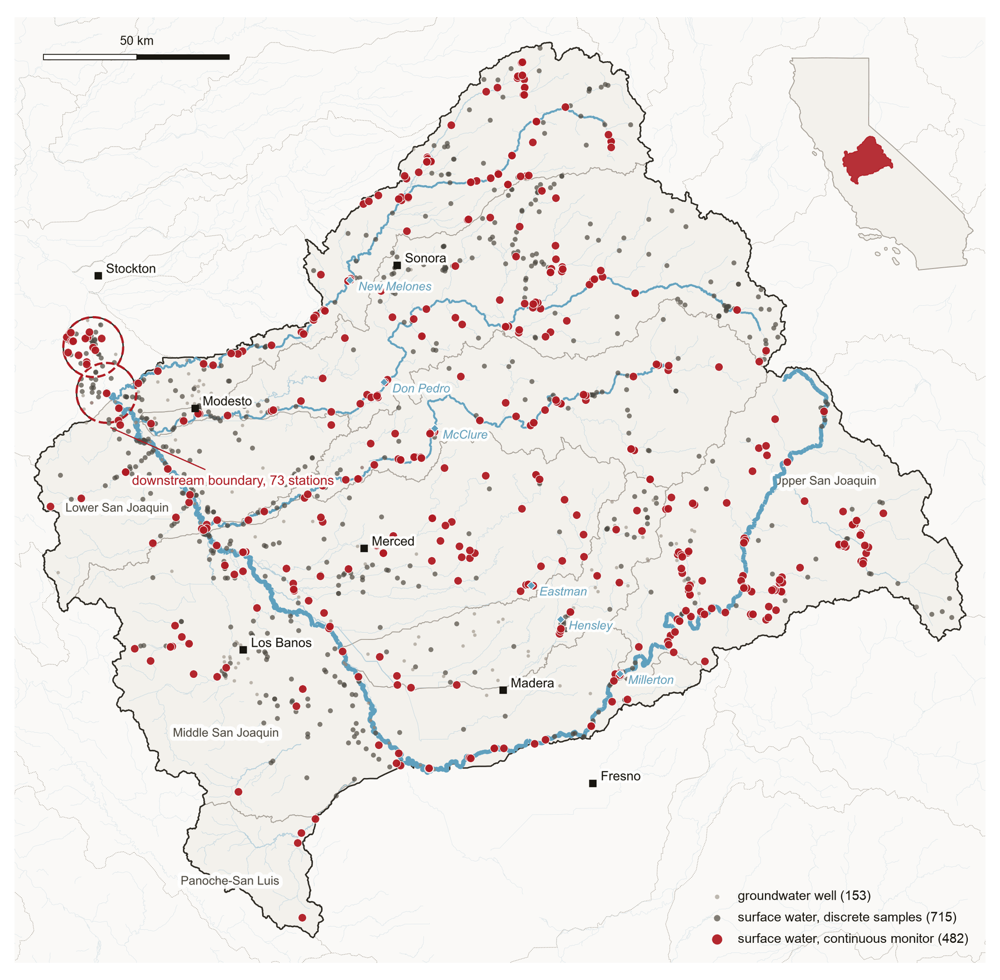 50 km
Sonora
Stockton
New Melones
Don Pedro
Modesto
McClure
downstream boundary, 73 stations
Upper San Joaquin
Lower San Joaquin
Merced
Eastman
Hensley
Los Banos
Millerton
Madera
Middle San Joaquin
Fresno
Panoche-San Luis
groundwater well (153)
surface water, discrete samples (715)
surface water, continuous monitor (482)